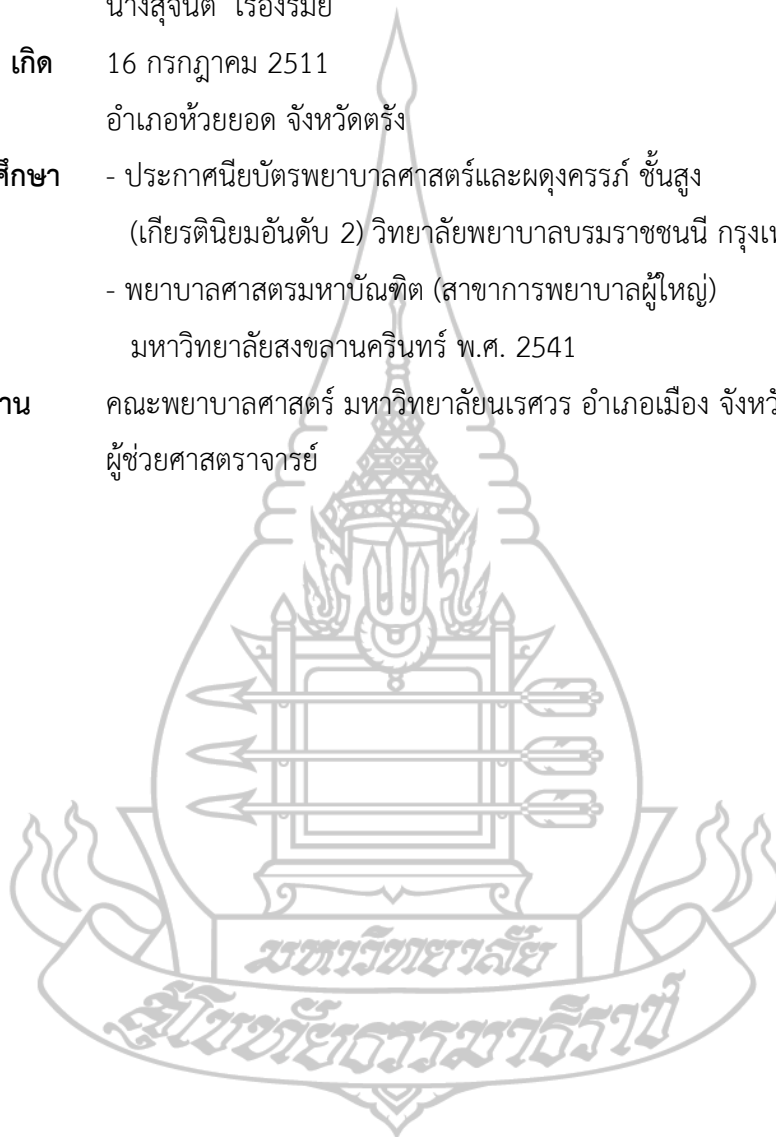 นางสุจินต์ เรืองรมย์
เกิด 16 กรกฎาคม 2511
อำเภอห้วยยอด จังหวัดตรัง
- ประกาศนียบัตรพยาบาลศาสตร์และผดุงครรภ์ ชั้นสูง
(เกียรตินิยมอันดับ 2) วิทยาลัยพยาบาลบรมราชชนนี
- พยาบาลศาสตรมหาบัณฑิต (สาขาการพยาบาลผู้ใหญ่)
มหาวิทยาลัยสงขลานครินทร์ พ.ศ. 2541
คณะพยาบาลศาสตร์ มหาวิทยาลัยนเรศวร อำเภอเมือง
ผู้ช่วยศาสตราจารย์
มหาวิทยาลัย
สุโขทัยธรรมาธิราช